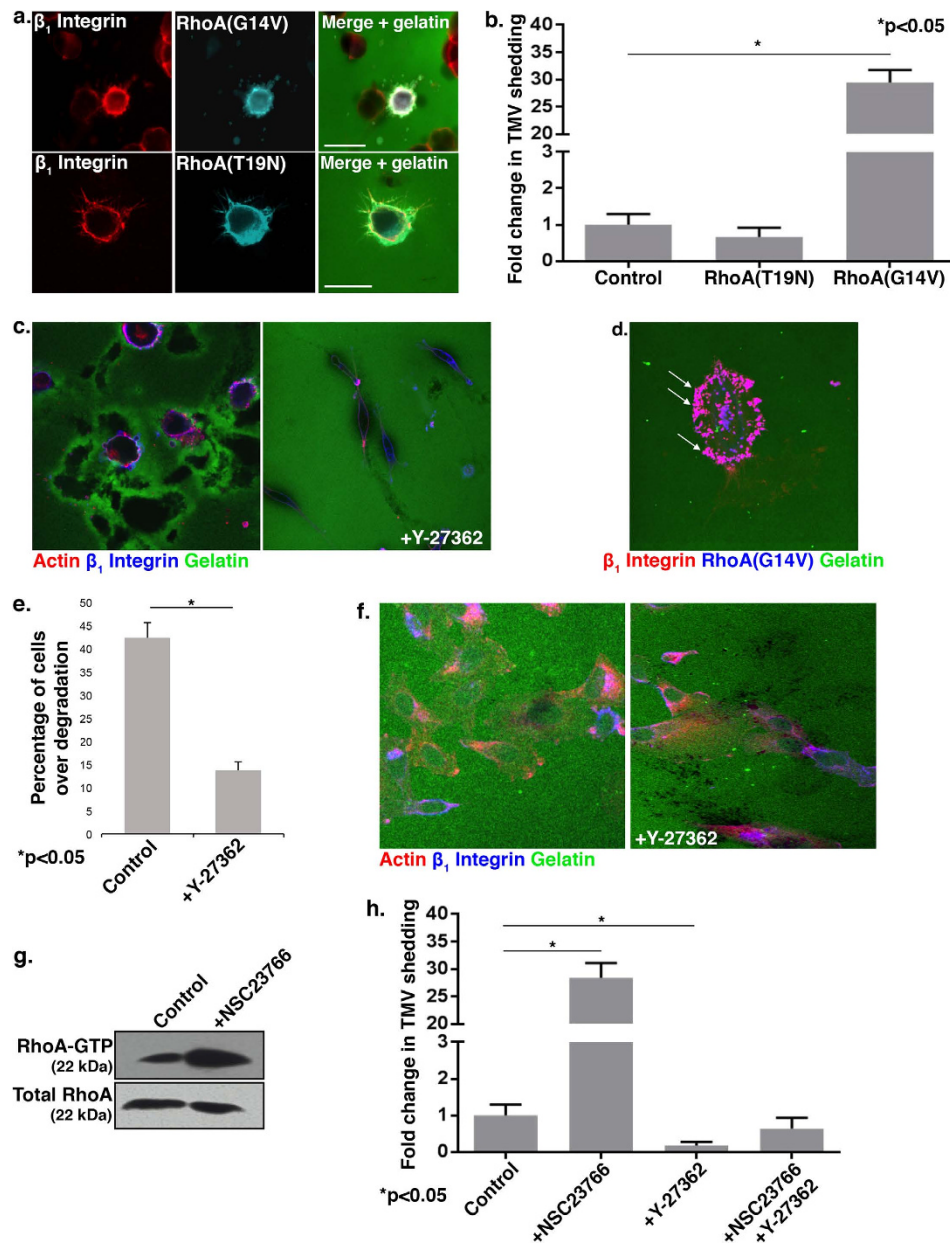 a.
β1 Integrin
RhoA(G14V)
Merge + gelatin
β1 Integrin
RhoA(T19N)
Merge + gelatin
b.
*p<0.05
*
Fold change in TMV shedding
40
35
30
25
20
3
2
1
0
Control
RhoA(T19N)
RhoA(G14V)
c.
+Y-27362
Actin β1 Integrin Gelatin
d.
β1 Integrin RhoA(G14V) Gelatin
e.
Percentage of cells
over degradation
50
45
40
35
30
25
20
15
10
5
0
*
Control
+Y-27362
*p<0.05
f.
+Y-27362
Actin β1 Integrin Gelatin
g.
Control
+NSC23766
RhoA-GTP
(22 kDa)
Total RhoA
(22 kDa)
h.
Fold change in TMV shedding
40
35
30
25
20
3
2
1
0
*
*
Control
+NSC23766
+Y-27362
+NSC23766
+Y-27362
*p<0.05